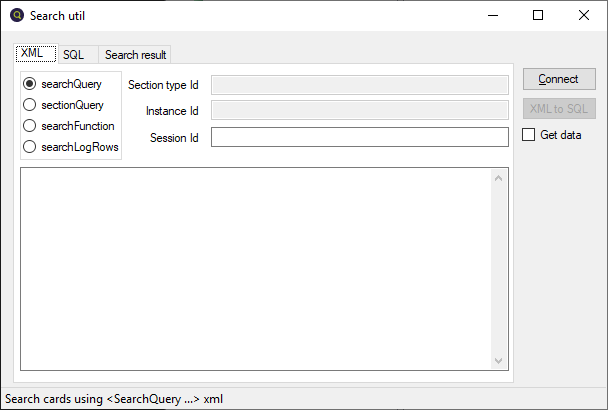 Search util
XML SQL Search result
searchQuery
sectionQuery
searchFunction
searchLogRows
Section type Id
Instance Id
Session Id
Connect
XML to SQL
Get data
Search cards using <SearchQuery ...> xml